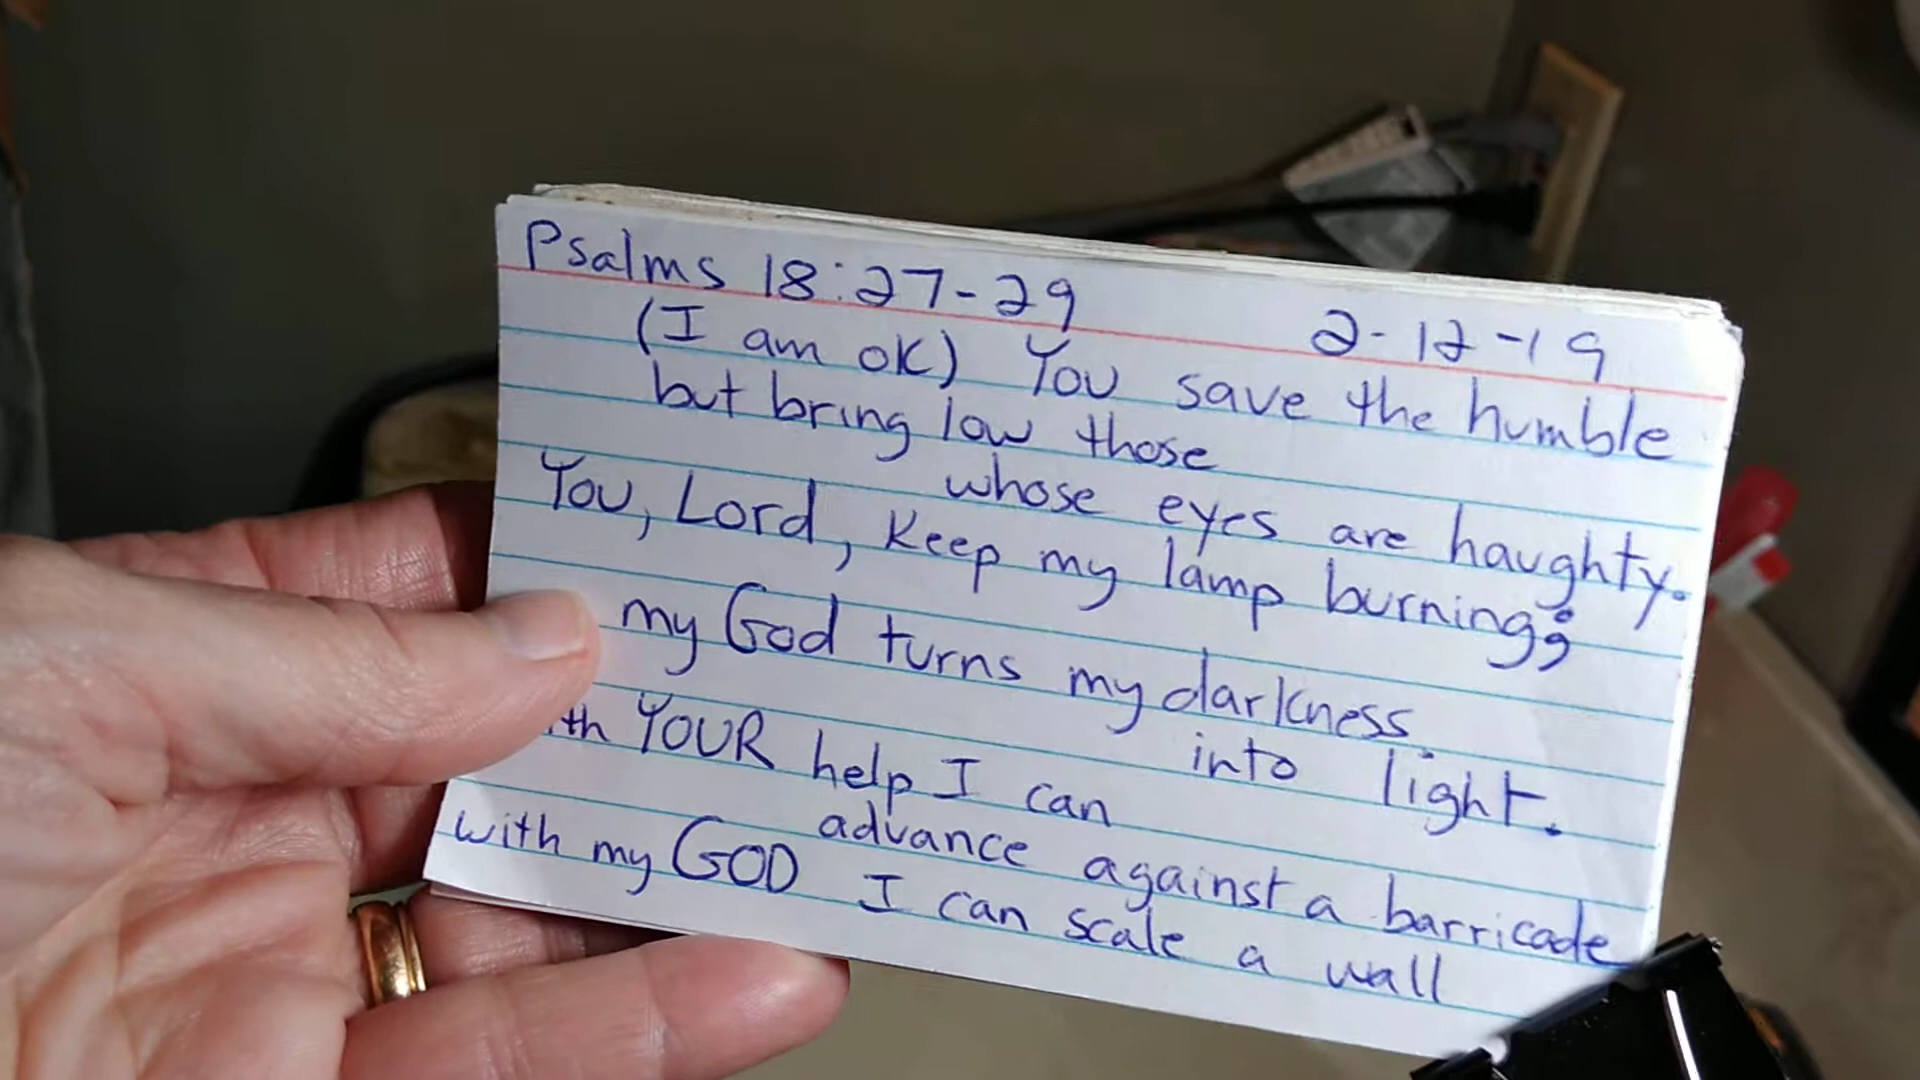 Psalms 18:27-29 2-12-19
(I am OK) You save the humble
but bring low those
whose eyes are haughty.
You, Lord, keep my lamp burning;
my God turns my darkness
into light.
th YOUR help I can
advance against a barricade
with my GOD I can scale a wall